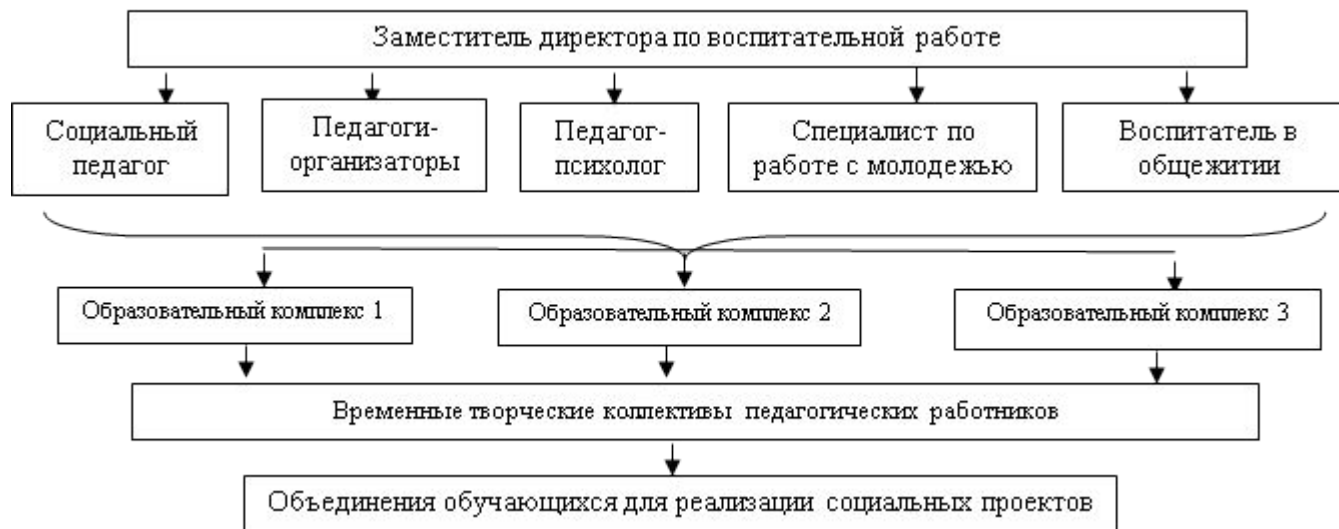 Заместитель директора по воспитательной работе
Социальный
педагог
Педагоги-
организаторы
Педагог-
психолог
Специалист по
работе с молодежью
Воспитатель в
общежитии
Образовательный комплекс 1
Образовательный комплекс 2
Образовательный комплекс 3
Временные творческие коллективы педагогических работников
Объединения обучающихся для реализации социальных проектов